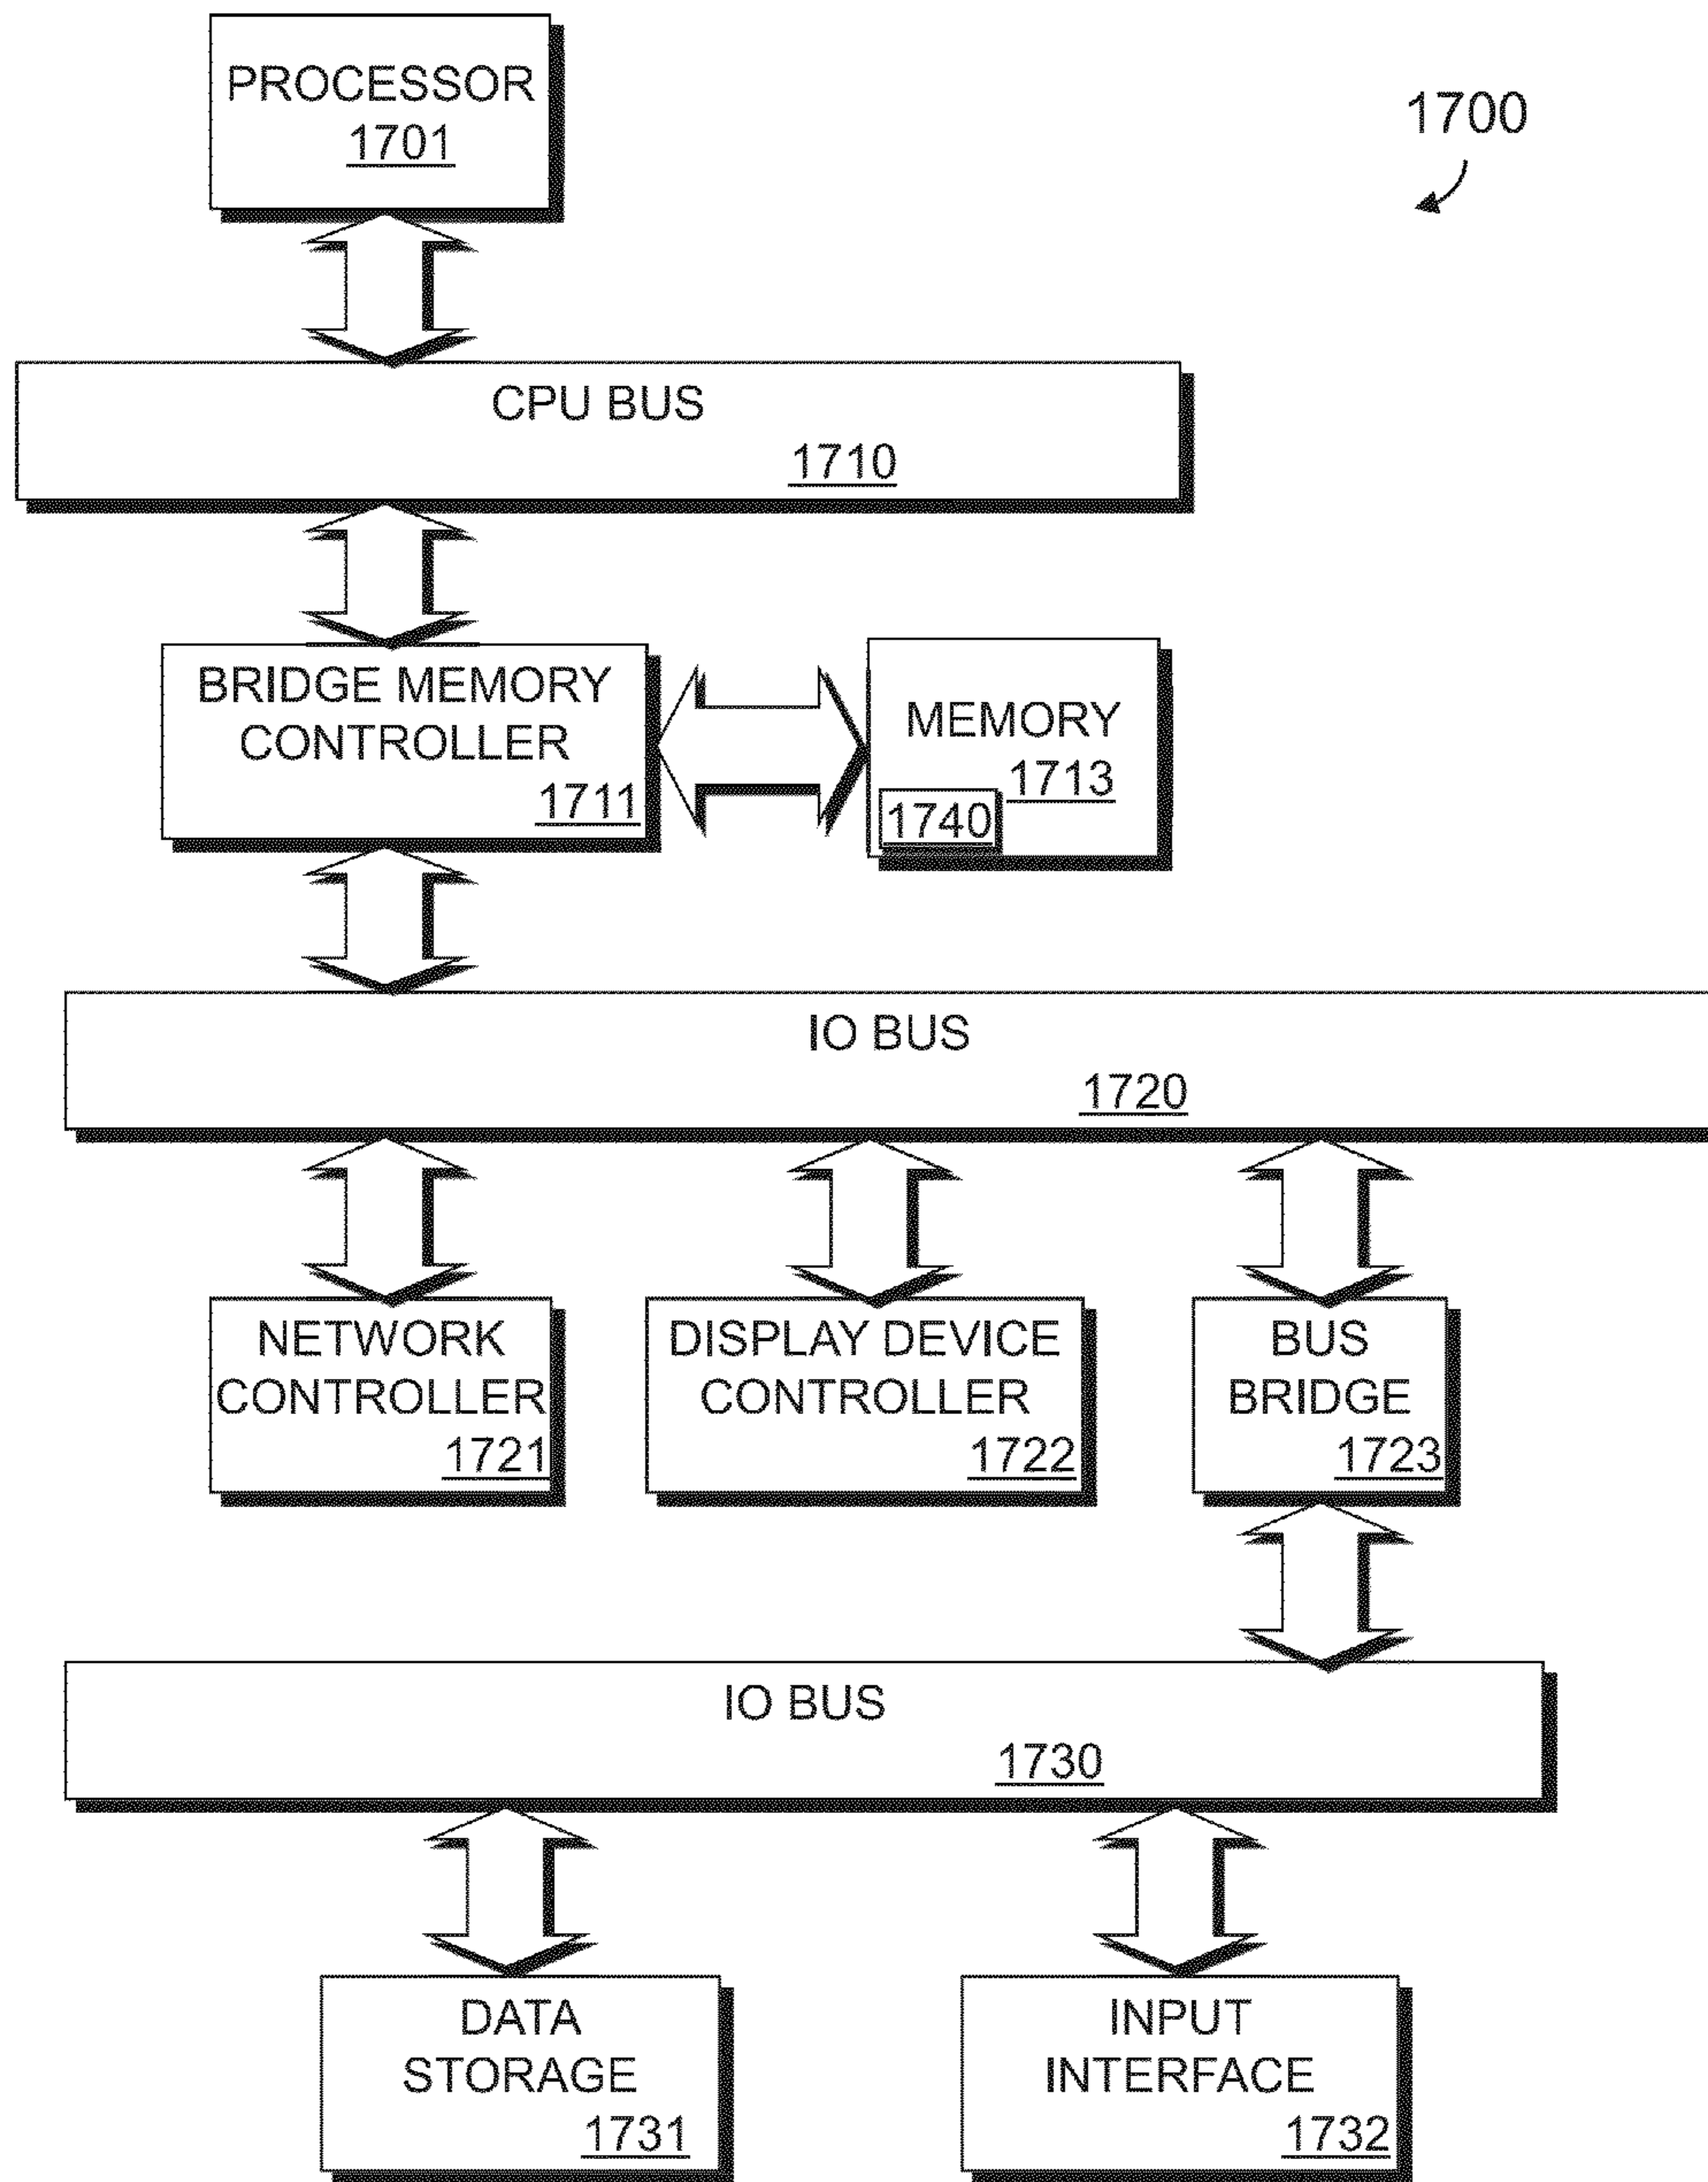 PROCESSOR
1701
1700
CPU BUS
1710
BRIDGE MEMORY
CONTROLLER
1711
MEMORY
1713
1740
IO BUS
1720
NETWORK
CONTROLLER
1721
DISPLAY DEVICE
CONTROLLER
1722
BUS
BRIDGE
1723
IO BUS
1730
DATA
STORAGE
1731
INPUT
INTERFACE
1732